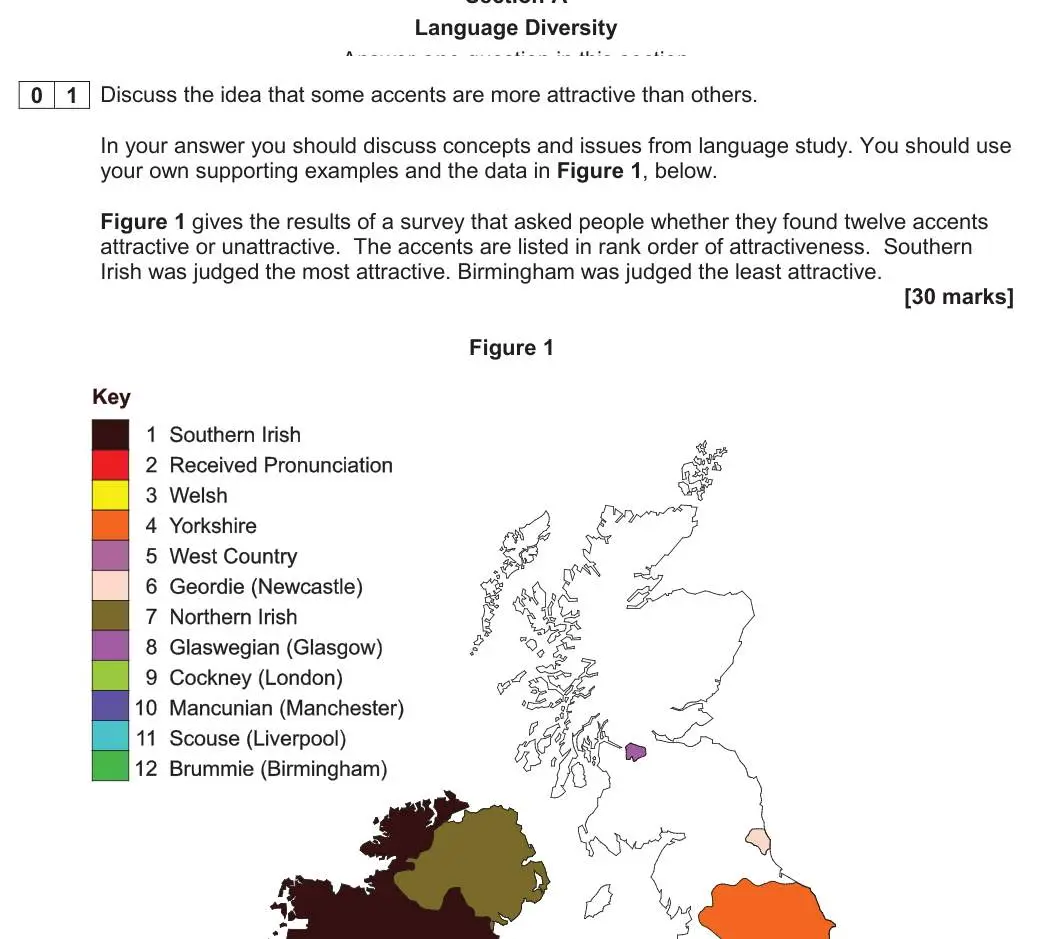 Language Diversity
0 1 Discuss the idea that some accents are more attractive than others.
In your answer you should discuss concepts and issues from language study. You should use
your own supporting examples and the data in Figure 1, below.
Figure 1 gives the results of a survey that asked people whether they found twelve accents
attractive or unattractive. The accents are listed in rank order of attractiveness. Southern
Irish was judged the most attractive. Birmingham was judged the least attractive.
[30 marks]
Figure 1
Key
1 Southern Irish
2 Received Pronunciation
3 Welsh
4 Yorkshire
5 West Country
6 Geordie (Newcastle)
7 Northern Irish
8 Glaswegian (Glasgow)
9 Cockney (London)
10 Mancunian (Manchester)
11 Scouse (Liverpool)
12 Brummie (Birmingham)